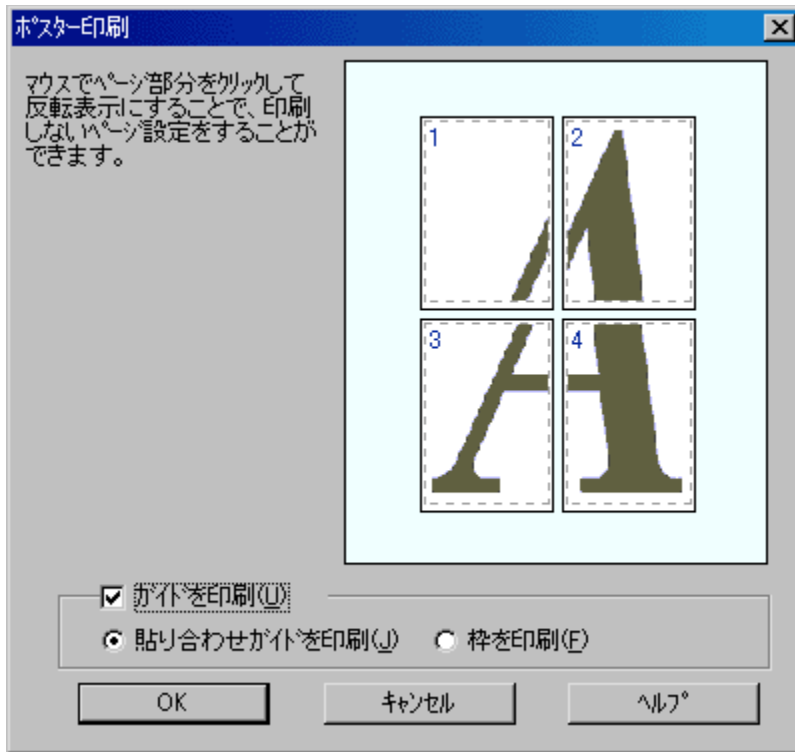 ﾎﾟｽﾀｰ印刷
ﾏｳｽでﾍﾟｰｼﾞ部分をｸﾘｯｸして
反転表示にすることで、印刷
しないﾍﾟｰｼﾞ設定をすることが
できます。
1
2
3
4
A
ｶﾞｲﾄﾞを印刷(U)
貼り合わせｶﾞｲﾄﾞを印刷(J)
枠を印刷(F)
OK
ｷｬﾝｾﾙ
ﾍﾙﾌﾟ